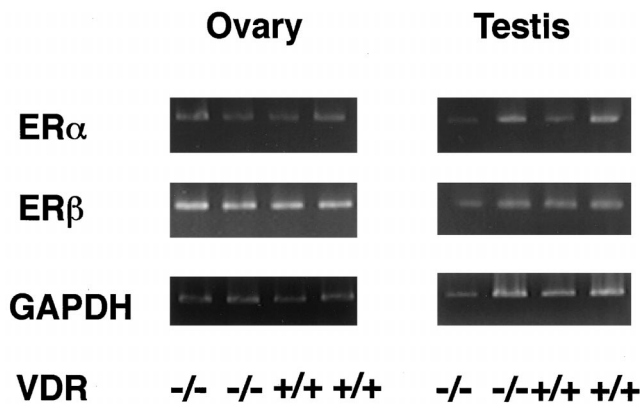 Ovary Testis
ERα
ERβ
GAPDH
VDR -/- -/- +/+ +/+ -/- -/- +/+ +/+